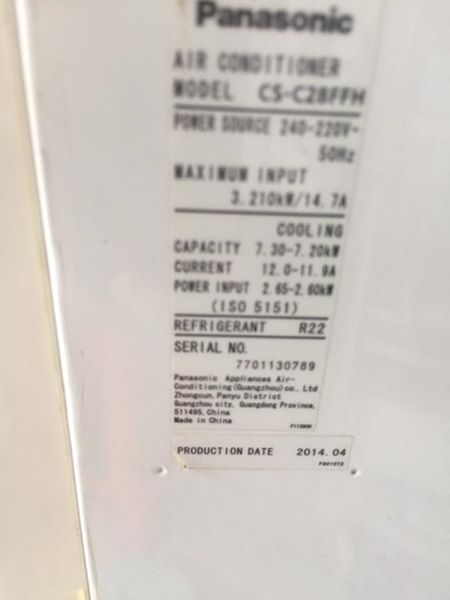 Panasonic
AIR CONDITIONER
MODEL CS-C28FFH
POWER SOURCE 240-220V~
50Hz
MAXIMUM INPUT
3.210kW/14.7A
COOLING
CAPACITY 7.30-7.20kW
CURRENT 12.0-11.9A
POWER INPUT 2.65-2.60kW
(ISO 5151)
REFRIGERANT R22
SERIAL NO.
7701130789
Panasonic Appliances Air-
Conditioning(Guangzhou)co., Ltd
Zhongcun, Panyu District
Guangzhou city, Guangdong Province,
511495, China
Made in China
PRODUCTION DATE 2014.04